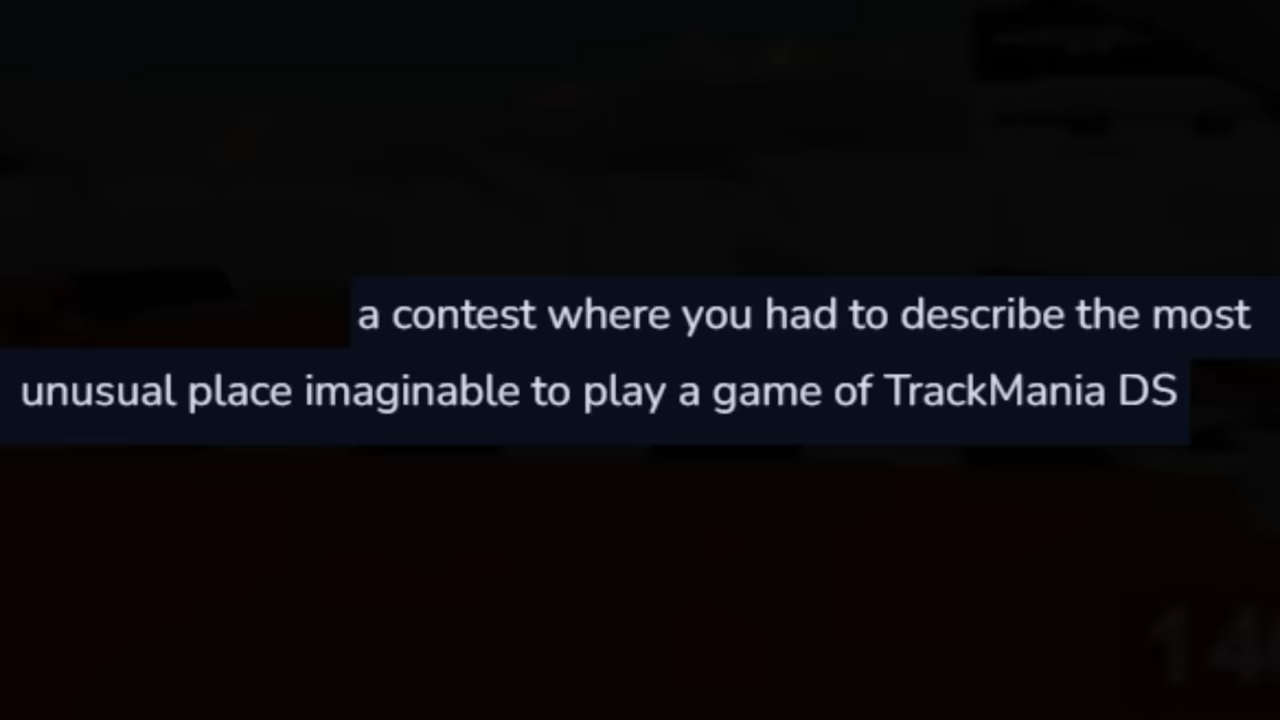 a contest where you had to describe the most
unusual place imaginable to play a game of TrackMania DS